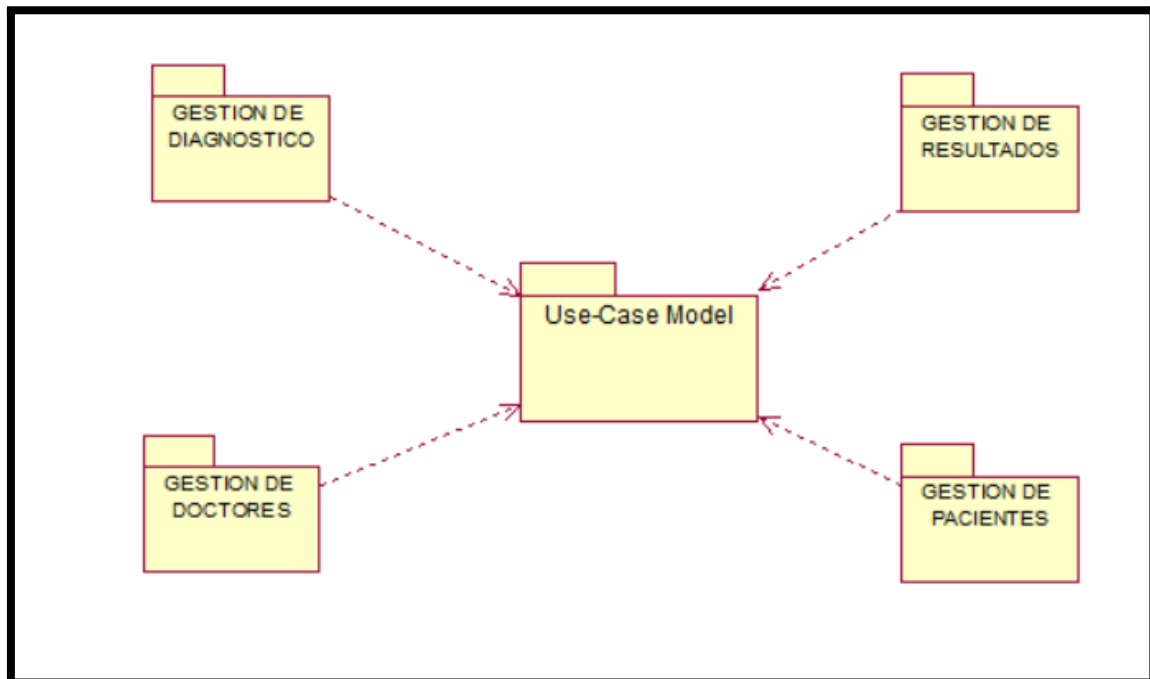 GESTION DE
DIAGNOSTICO
GESTION DE
RESULTADOS
Use-Case Model
GESTION DE
DOCTORES
GESTION DE
PACIENTES